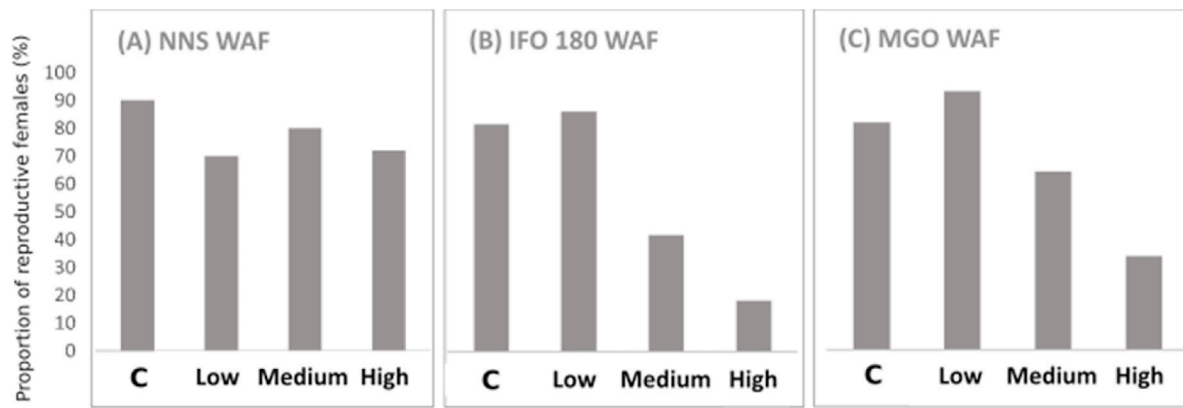 Proportion of reproductive females (%)
(A) NNS WAF
100
90
80
70
60
50
40
30
20
10
0
C Low Medium High
(B) IFO 180 WAF
C Low Medium High
(C) MGO WAF
C Low Medium High